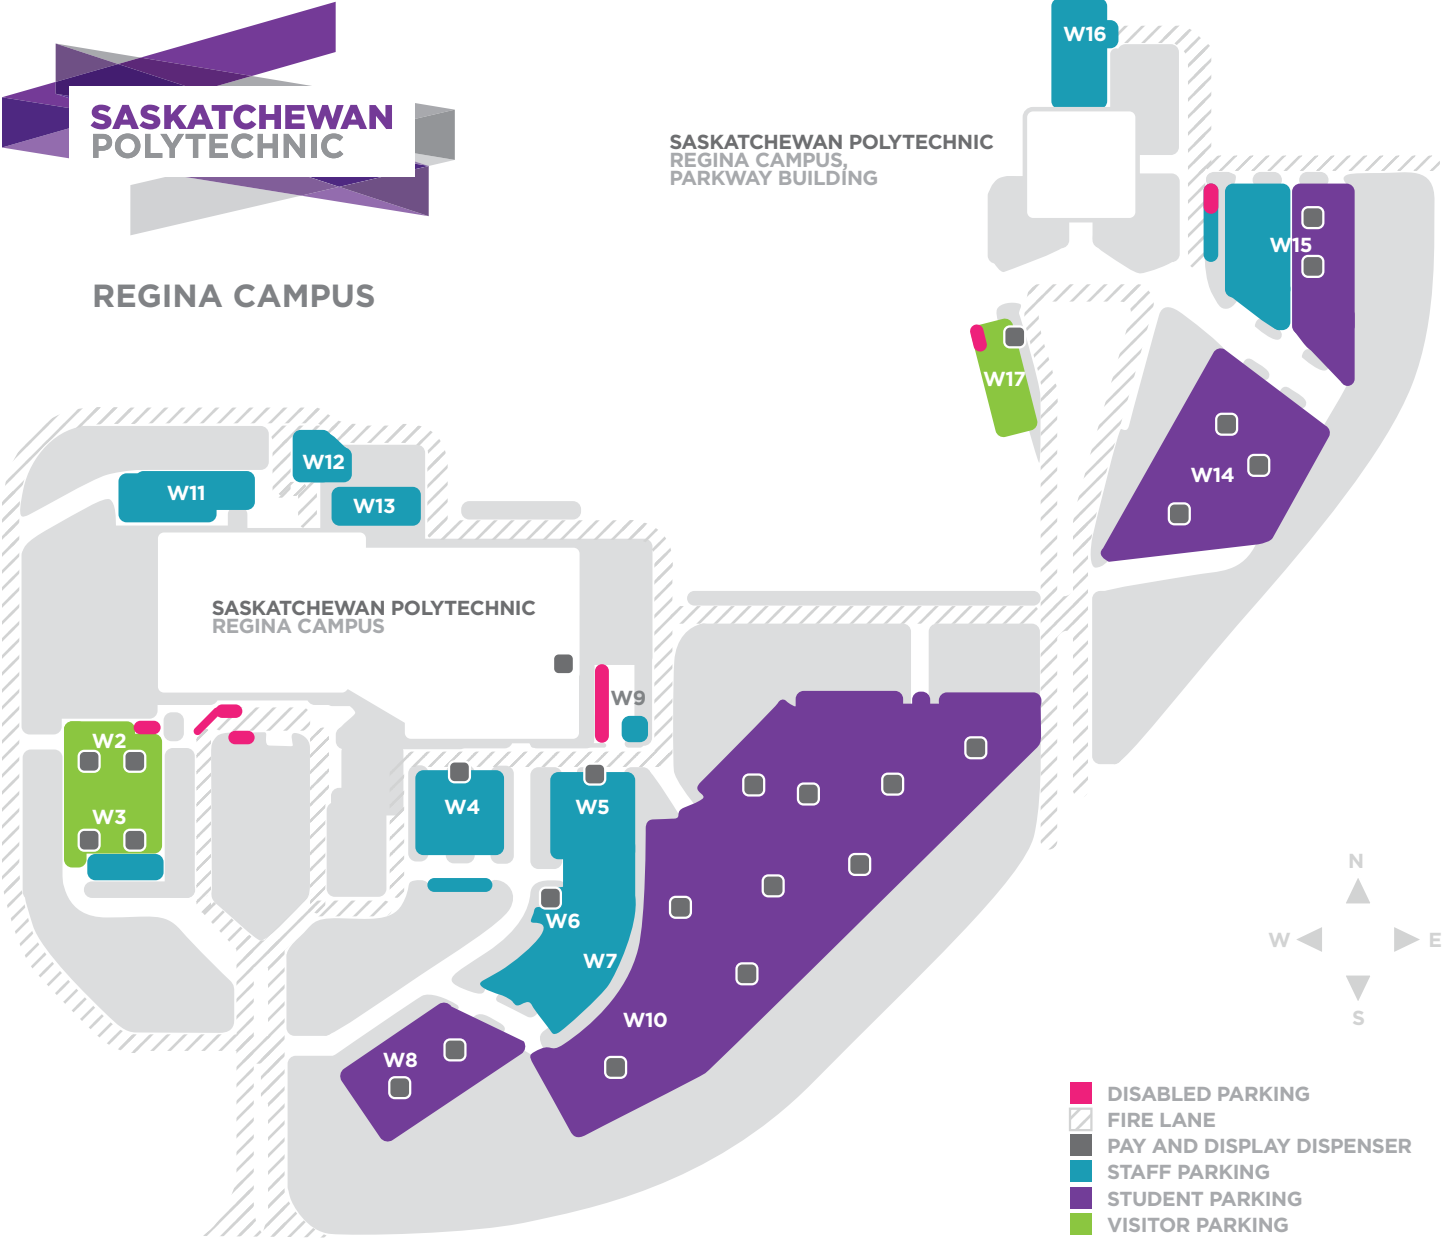 SASKATCHEWAN
POLYTECHNIC
REGINA CAMPUS
W16
SASKATCHEWAN POLYTECHNIC
REGINA CAMPUS,
PARKWAY BUILDING
W15
W17
W14
W12
W11
W13
SASKATCHEWAN POLYTECHNIC
REGINA CAMPUS
W9
W2
W3
W4
W5
W6
W7
W10
W8
N
W
E
S
DISABLED PARKING
FIRE LANE
PAY AND DISPLAY DISPENSER
STAFF PARKING
STUDENT PARKING
VISITOR PARKING